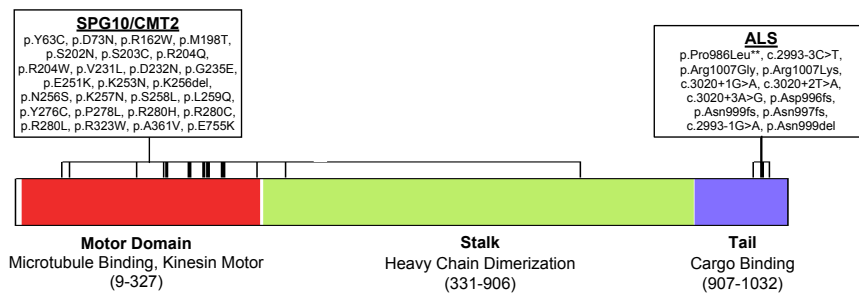 SPG10/CMT2
p.Y63C, p.D73N, p.R162W, p.M198T,
p.S202N, p.S203C, p.R204Q,
p.R204W, p.V231L, p.D232N, p.G235E,
p.E251K, p.K253N, p.K256del,
p.N256S, p.K257N, p.S258L, p.L259Q,
p.Y276C, p.P278L, p.R280H, p.R280C,
p.R280L, p.R323W, p.A361V, p.E755K
ALS
p.Pro986Leu**, c.2993-3C>T,
p.Arg1007Gly, p.Arg1007Lys,
c.3020+1G>A, c.3020+2T>A,
c.3020+3A>G, p.Asp996fs,
p.Asn999fs, p.Asn997fs,
c.2993-1G>A, p.Asn999del
Motor Domain
Microtubule Binding, Kinesin Motor
(9-327)
Stalk
Heavy Chain Dimerization
(331-906)
Tail
Cargo Binding
(907-1032)